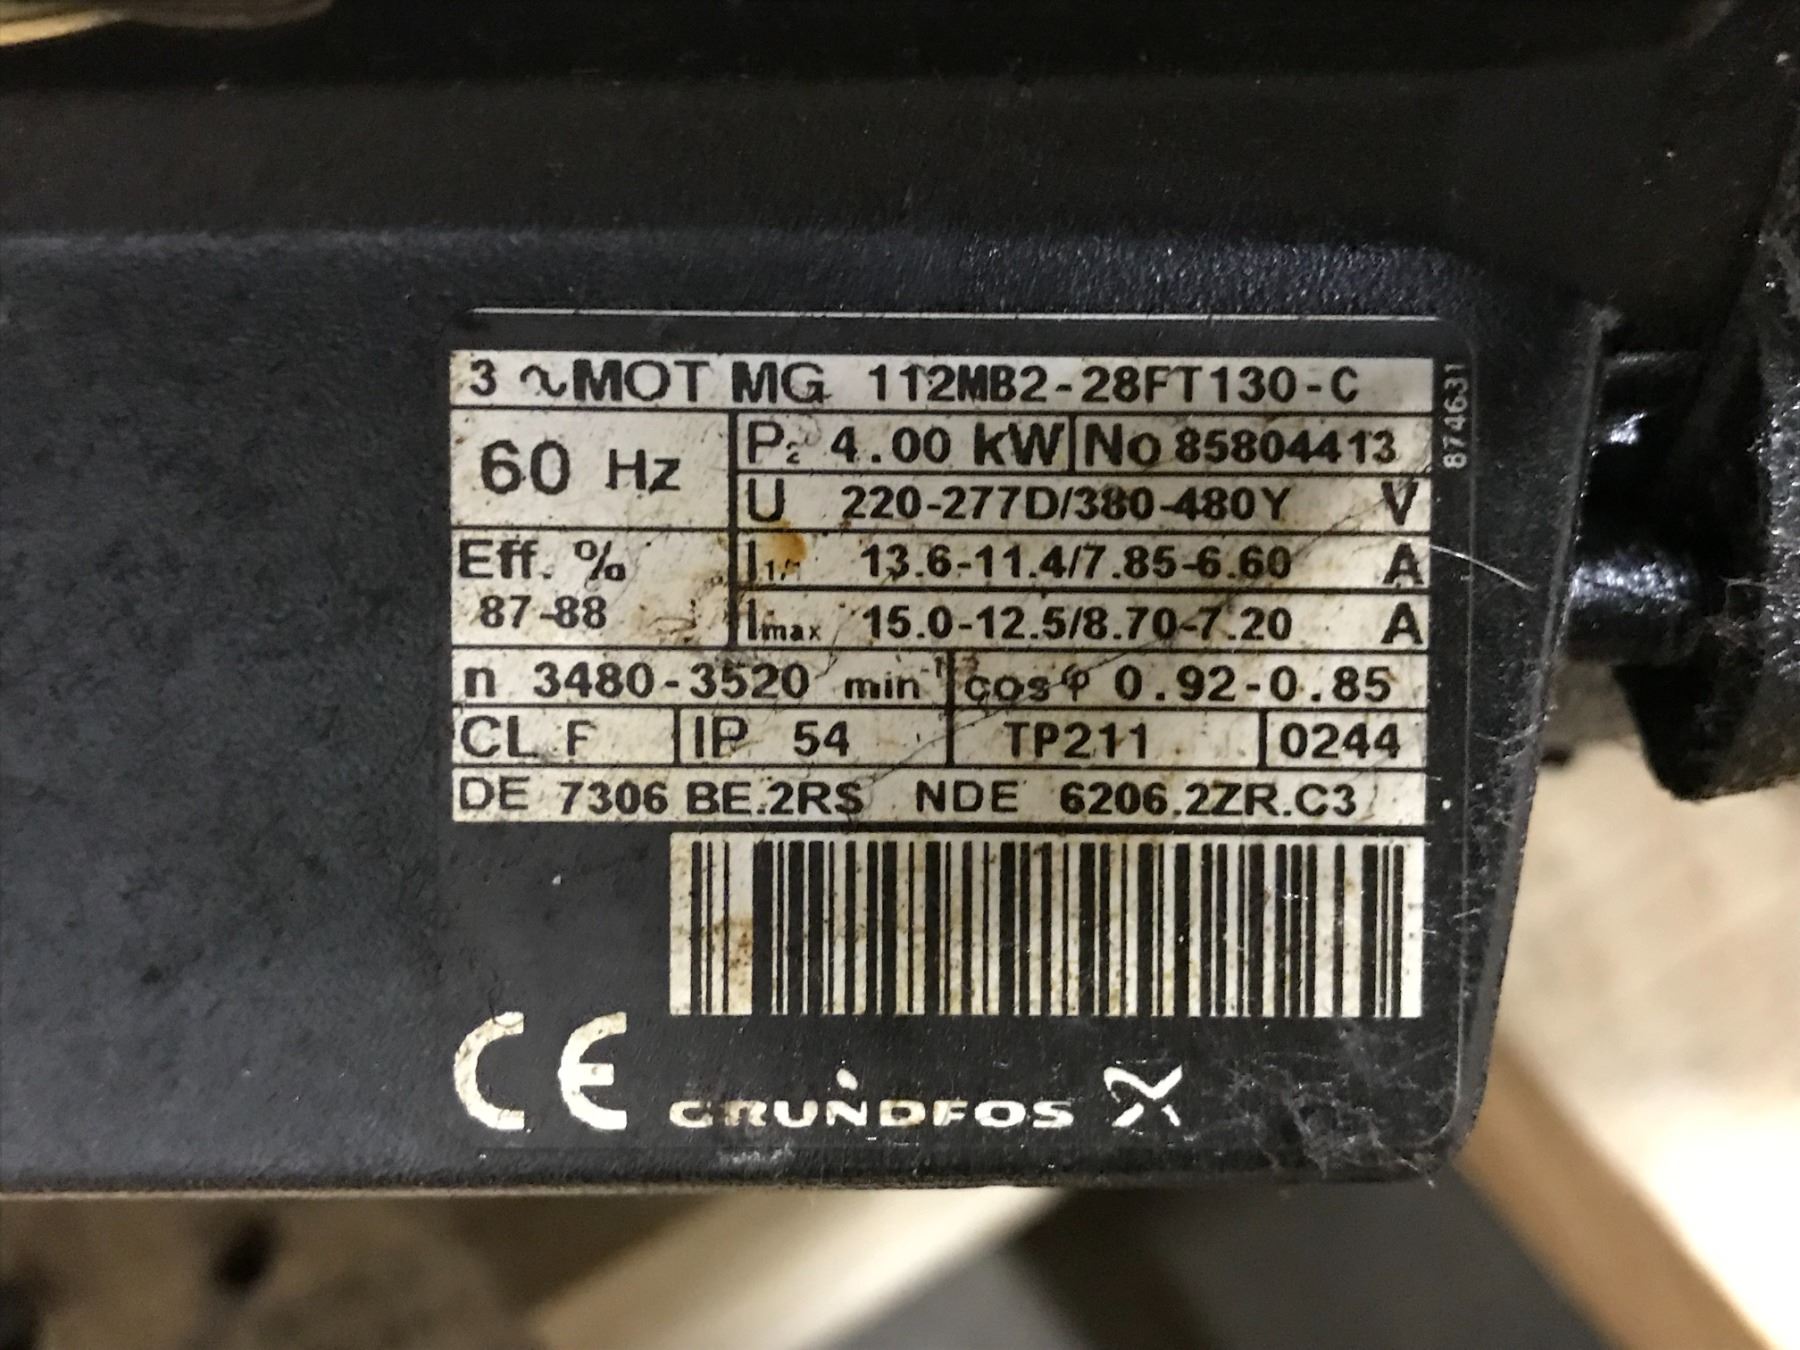 3 ~ MOT MG 112MB2-28FT130-C
60 Hz
P2 4.00 kW No 85804413
U 220-277D/380-480Y V
Eff. %
87-88
I1/1 13.6-11.4/7.85-6.60 A
Imax 15.0-12.5/8.70-7.20 A
n 3480-3520 min-1 cosφ 0.92-0.85
CL F IP 54 TP211 0244
DE 7306 BE.2RS NDE 6206.2ZR.C3
CE GRUNDFOS
874631